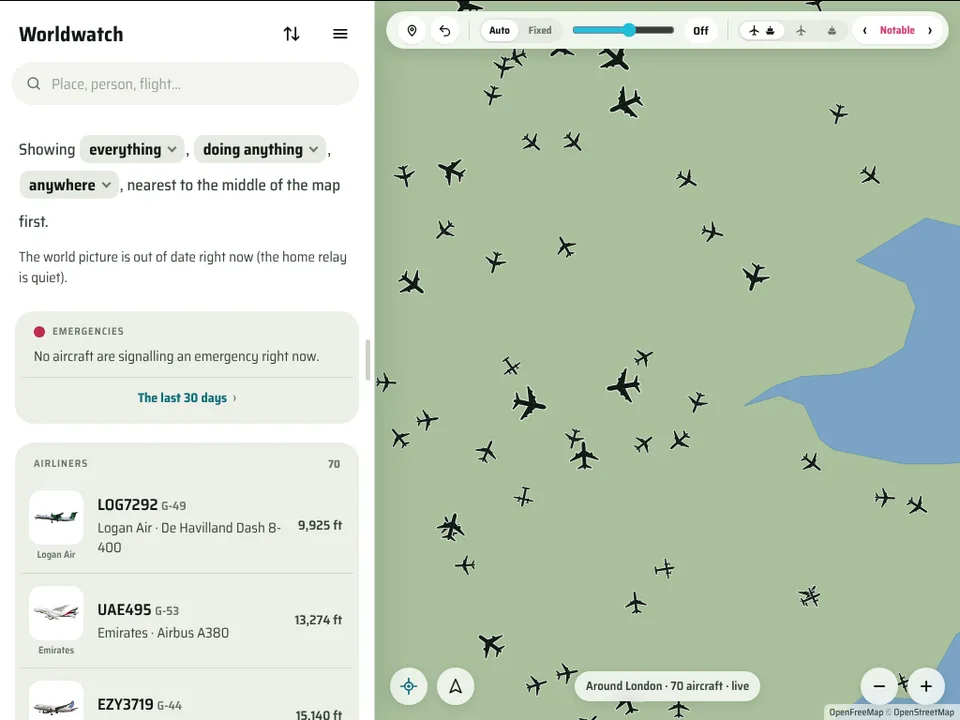 Worldwatch
Place, person, flight...
Showing everything , doing anything ,
anywhere , nearest to the middle of the map
first.
The world picture is out of date right now (the home relay
is quiet).
EMERGENCIES
No aircraft are signalling an emergency right now.
The last 30 days ›
AIRLINERS 70
LOG7292 G-49
Logan Air · De Havilland Dash 8-
400
9,925 ft
Logan Air
UAE495 G-53
Emirates · Airbus A380
13,274 ft
Emirates
EZY3719 G-44
15,140 ft
Auto Fixed Off ‹ Notable ›
Around London · 70 aircraft · live
OpenFreeMap © OpenStreetMap